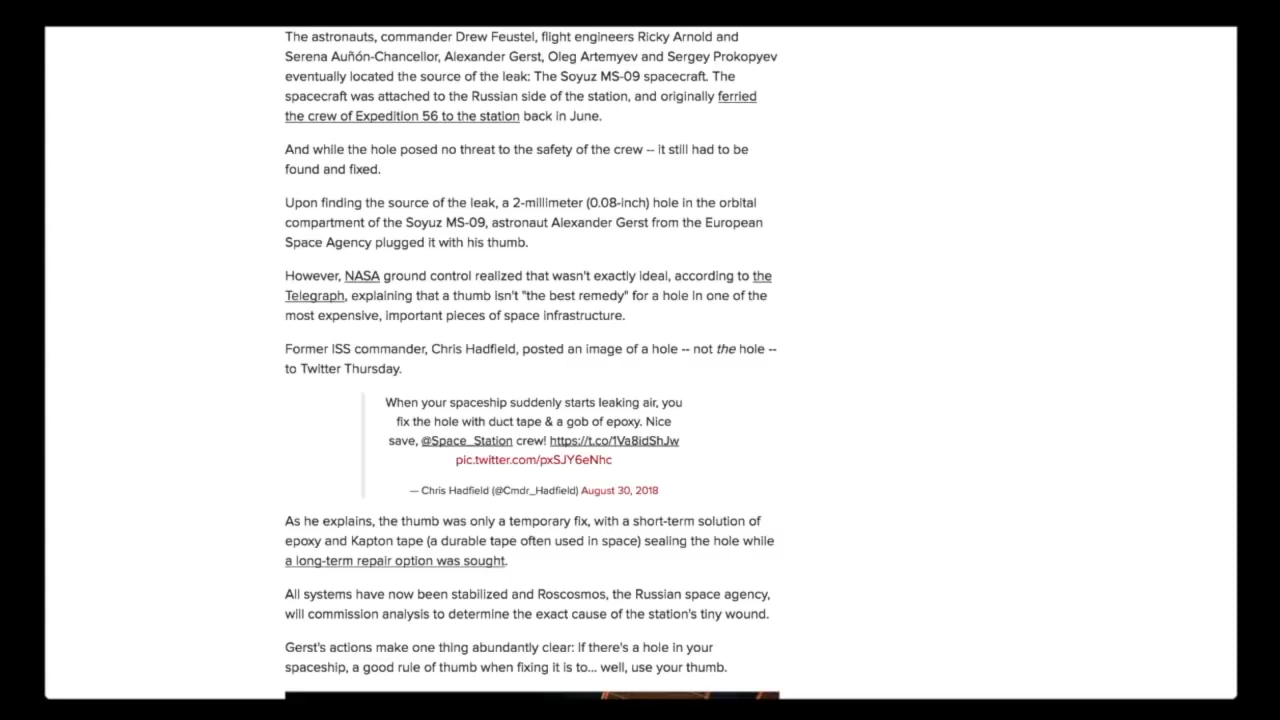 The astronauts, commander Drew Feustel, flight engineers Ricky Arnold and
Serena Auñón-Chancellor, Alexander Gerst, Oleg Artemyev and Sergey Prokopyev
eventually located the source of the leak: The Soyuz MS-09 spacecraft. The
spacecraft was attached to the Russian side of the station, and originally ferried
the crew of Expedition 56 to the station back in June.
And while the hole posed no threat to the safety of the crew -- it still had to be
found and fixed.
Upon finding the source of the leak, a 2-millimeter (0.08-inch) hole in the orbital
compartment of the Soyuz MS-09, astronaut Alexander Gerst from the European
Space Agency plugged it with his thumb.
However, NASA ground control realized that wasn't exactly ideal, according to the
Telegraph, explaining that a thumb isn't "the best remedy" for a hole in one of the
most expensive, important pieces of space infrastructure.
Former ISS commander, Chris Hadfield, posted an image of a hole -- not the hole --
to Twitter Thursday.
When your spaceship suddenly starts leaking air, you
fix the hole with duct tape & a gob of epoxy. Nice
save, @Space_Station crew! https://t.co/1Va8idShJw
pic.twitter.com/pxSJY6eNhc
— Chris Hadfield (@Cmdr_Hadfield) August 30, 2018
As he explains, the thumb was only a temporary fix, with a short-term solution of
epoxy and Kapton tape (a durable tape often used in space) sealing the hole while
a long-term repair option was sought.
All systems have now been stabilized and Roscosmos, the Russian space agency,
will commission analysis to determine the exact cause of the station's tiny wound.
Gerst's actions make one thing abundantly clear: If there's a hole in your
spaceship, a good rule of thumb when fixing it is to... well, use your thumb.